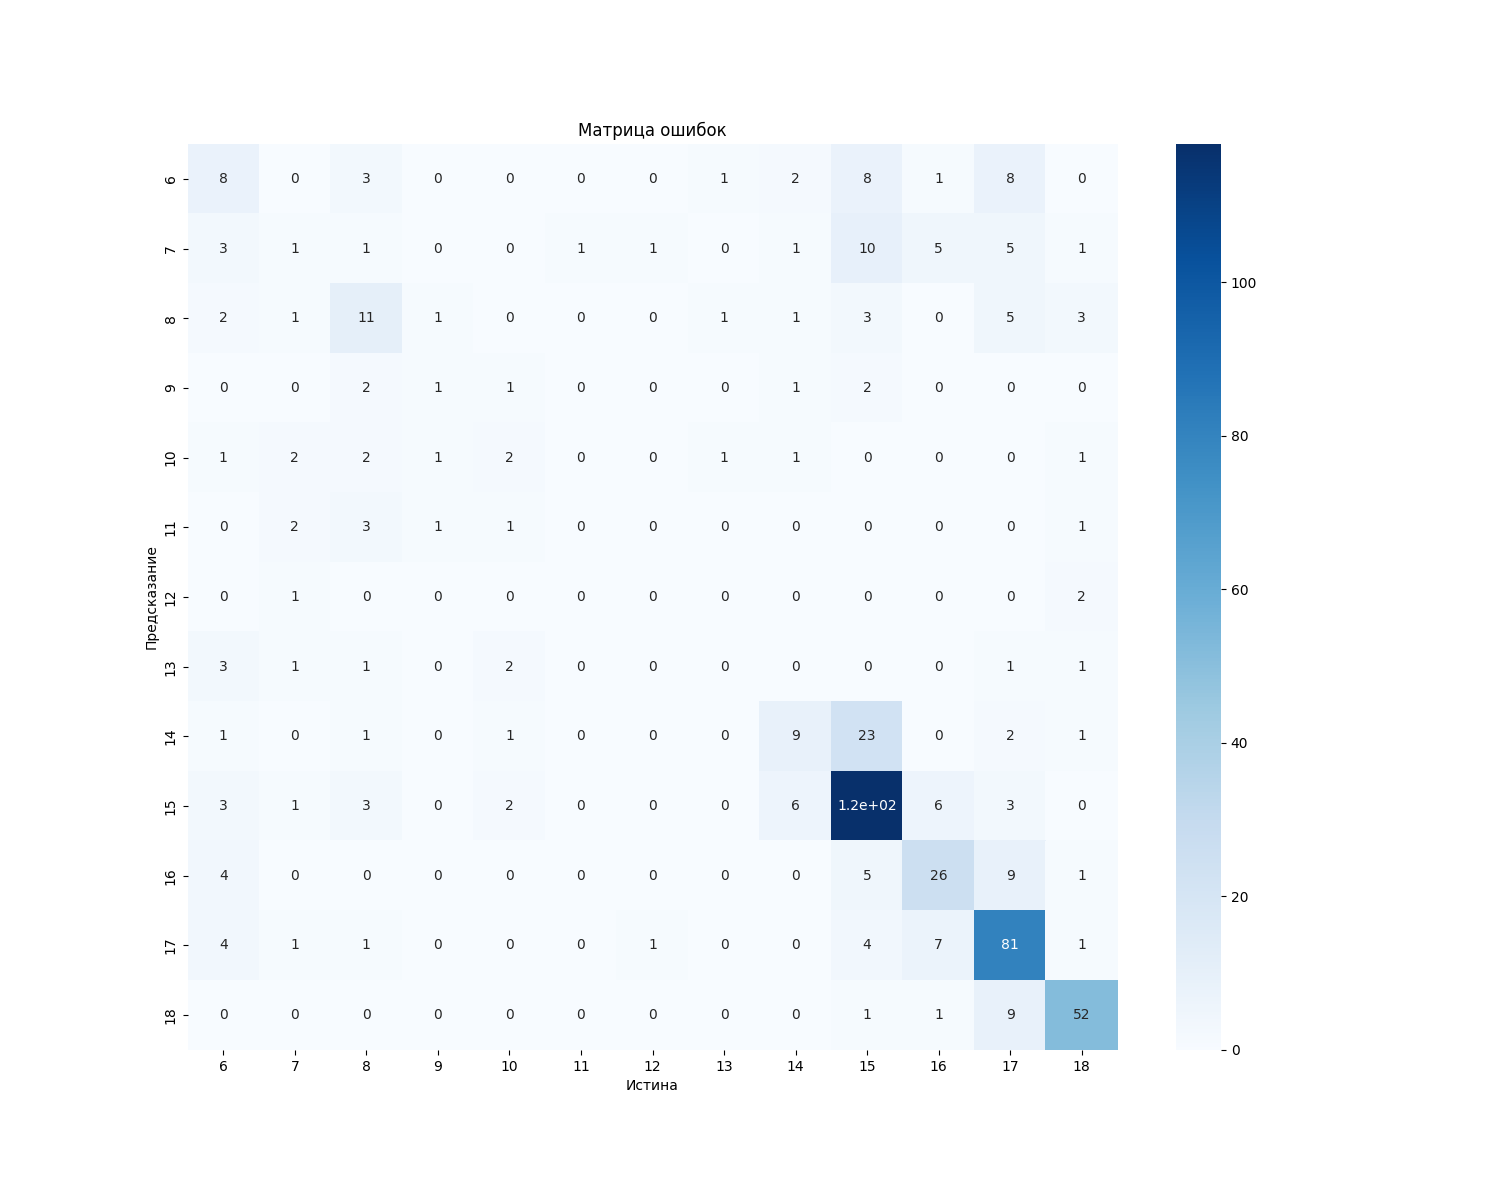 Матрица ошибок
6 8 0 3 0 0 0 0 1 2 8 1 8 0
7 3 1 1 0 0 1 1 0 1 10 5 5 1
8 2 1 11 1 0 0 0 1 1 3 0 5 3
9 0 0 2 1 1 0 0 0 1 2 0 0 0
10 1 2 2 1 2 0 0 1 1 0 0 0 1
11 0 2 3 1 1 0 0 0 0 0 0 0 1
12 0 1 0 0 0 0 0 0 0 0 0 0 2
13 3 1 1 0 2 0 0 0 0 0 0 1 1
14 1 0 1 0 1 0 0 0 9 23 0 2 1
15 3 1 3 0 2 0 0 0 6 1.2e+02 6 3 0
16 4 0 0 0 0 0 0 0 0 5 26 9 1
17 4 1 1 0 0 0 1 0 0 4 7 81 1
18 0 0 0 0 0 0 0 0 0 1 1 9 52
6 7 8 9 10 11 12 13 14 15 16 17 18
Истина
Предсказание
100
80
60
40
20
0